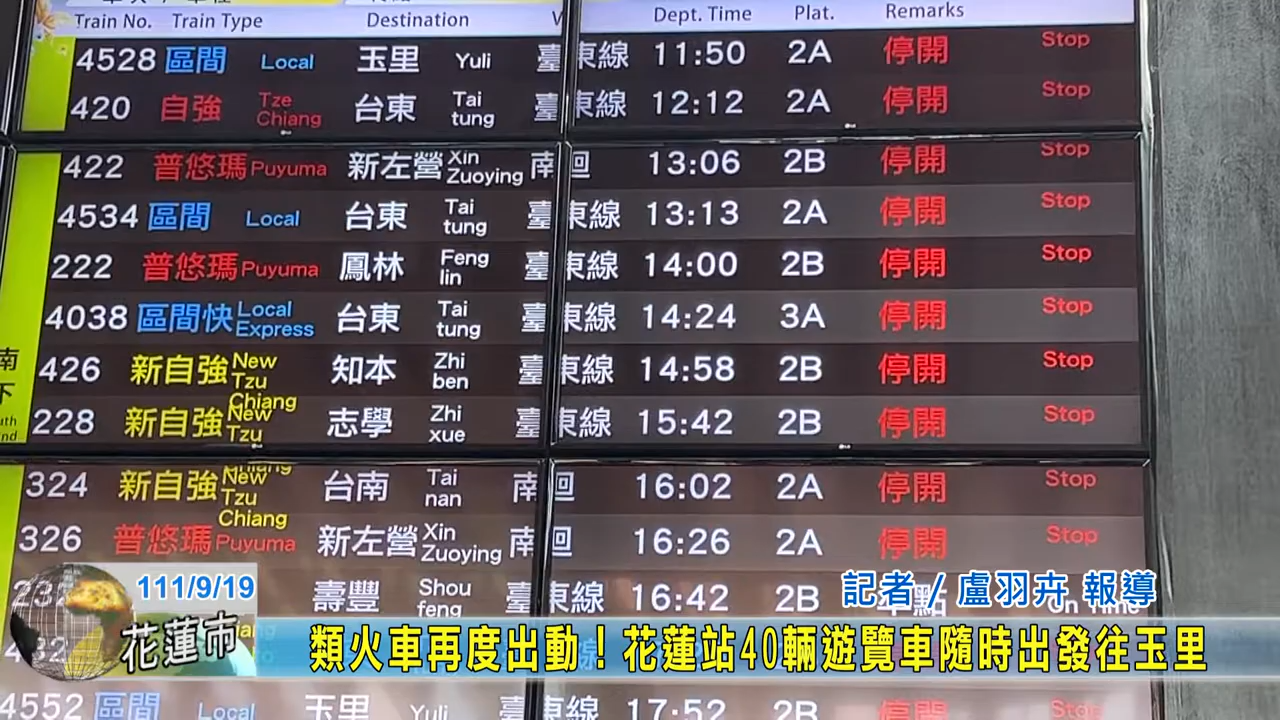 Train No. Train Type Destination Dept. Time Plat. Remarks
4528 區間 Local 玉里 Yuli 臺東線 11:50 2A 停開 Stop
420 自強 Tze Chiang 台東 Tai tung 臺東線 12:12 2A 停開 Stop
422 普悠瑪 Puyuma 新左營 Xin Zuoying 南迴 13:06 2B 停開 Stop
4534 區間 Local 台東 Tai tung 臺東線 13:13 2A 停開 Stop
222 普悠瑪 Puyuma 鳳林 Feng lin 臺東線 14:00 2B 停開 Stop
4038 區間快 Local Express 台東 Tai tung 臺東線 14:24 3A 停開 Stop
426 新自強 New Tzu Chiang 知本 Zhi ben 臺東線 14:58 2B 停開 Stop
228 新自強 New Tzu 志學 Zhi xue 臺東線 15:42 2B 停開 Stop
南下
324 新自強 New Tzu Chiang 台南 Tai nan 南迴 16:02 2A 停開 Stop
326 普悠瑪 Puyuma 新左營 Xin Zuoying 南迴 16:26 2A 停開 Stop
壽豐 Shou feng 臺東線 16:42 2B 準點 On Time
111/9/19
記者 / 盧羽卉 報導
花蓮市
類火車再度出動！花蓮站40輛遊覽車隨時出發往玉里
4552 區間 Local 玉里 Yuli 臺東線 17:52 2B 停開 Stop